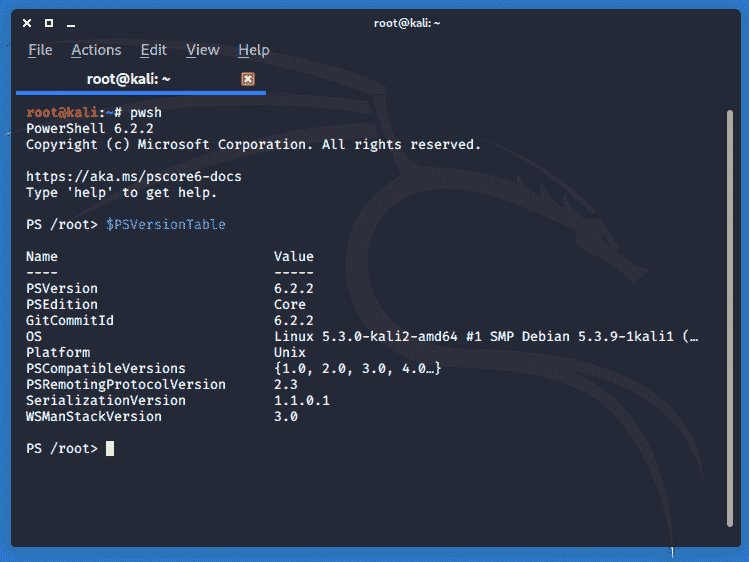 root@kali: ~
File Actions Edit View Help
root@kali: ~
root@kali:~# pwsh
PowerShell 6.2.2
Copyright (c) Microsoft Corporation. All rights reserved.
https://aka.ms/pscore6-docs
Type 'help' to get help.
PS /root> $PSVersionTable
Name Value
---- -----
PSVersion 6.2.2
PSEdition Core
GitCommitId 6.2.2
OS Linux 5.3.0-kali2-amd64 #1 SMP Debian 5.3.9-1kali1 (…
Platform Unix
PSCompatibleVersions {1.0, 2.0, 3.0, 4.0…}
PSRemotingProtocolVersion 2.3
SerializationVersion 1.1.0.1
WSManStackVersion 3.0
PS /root>